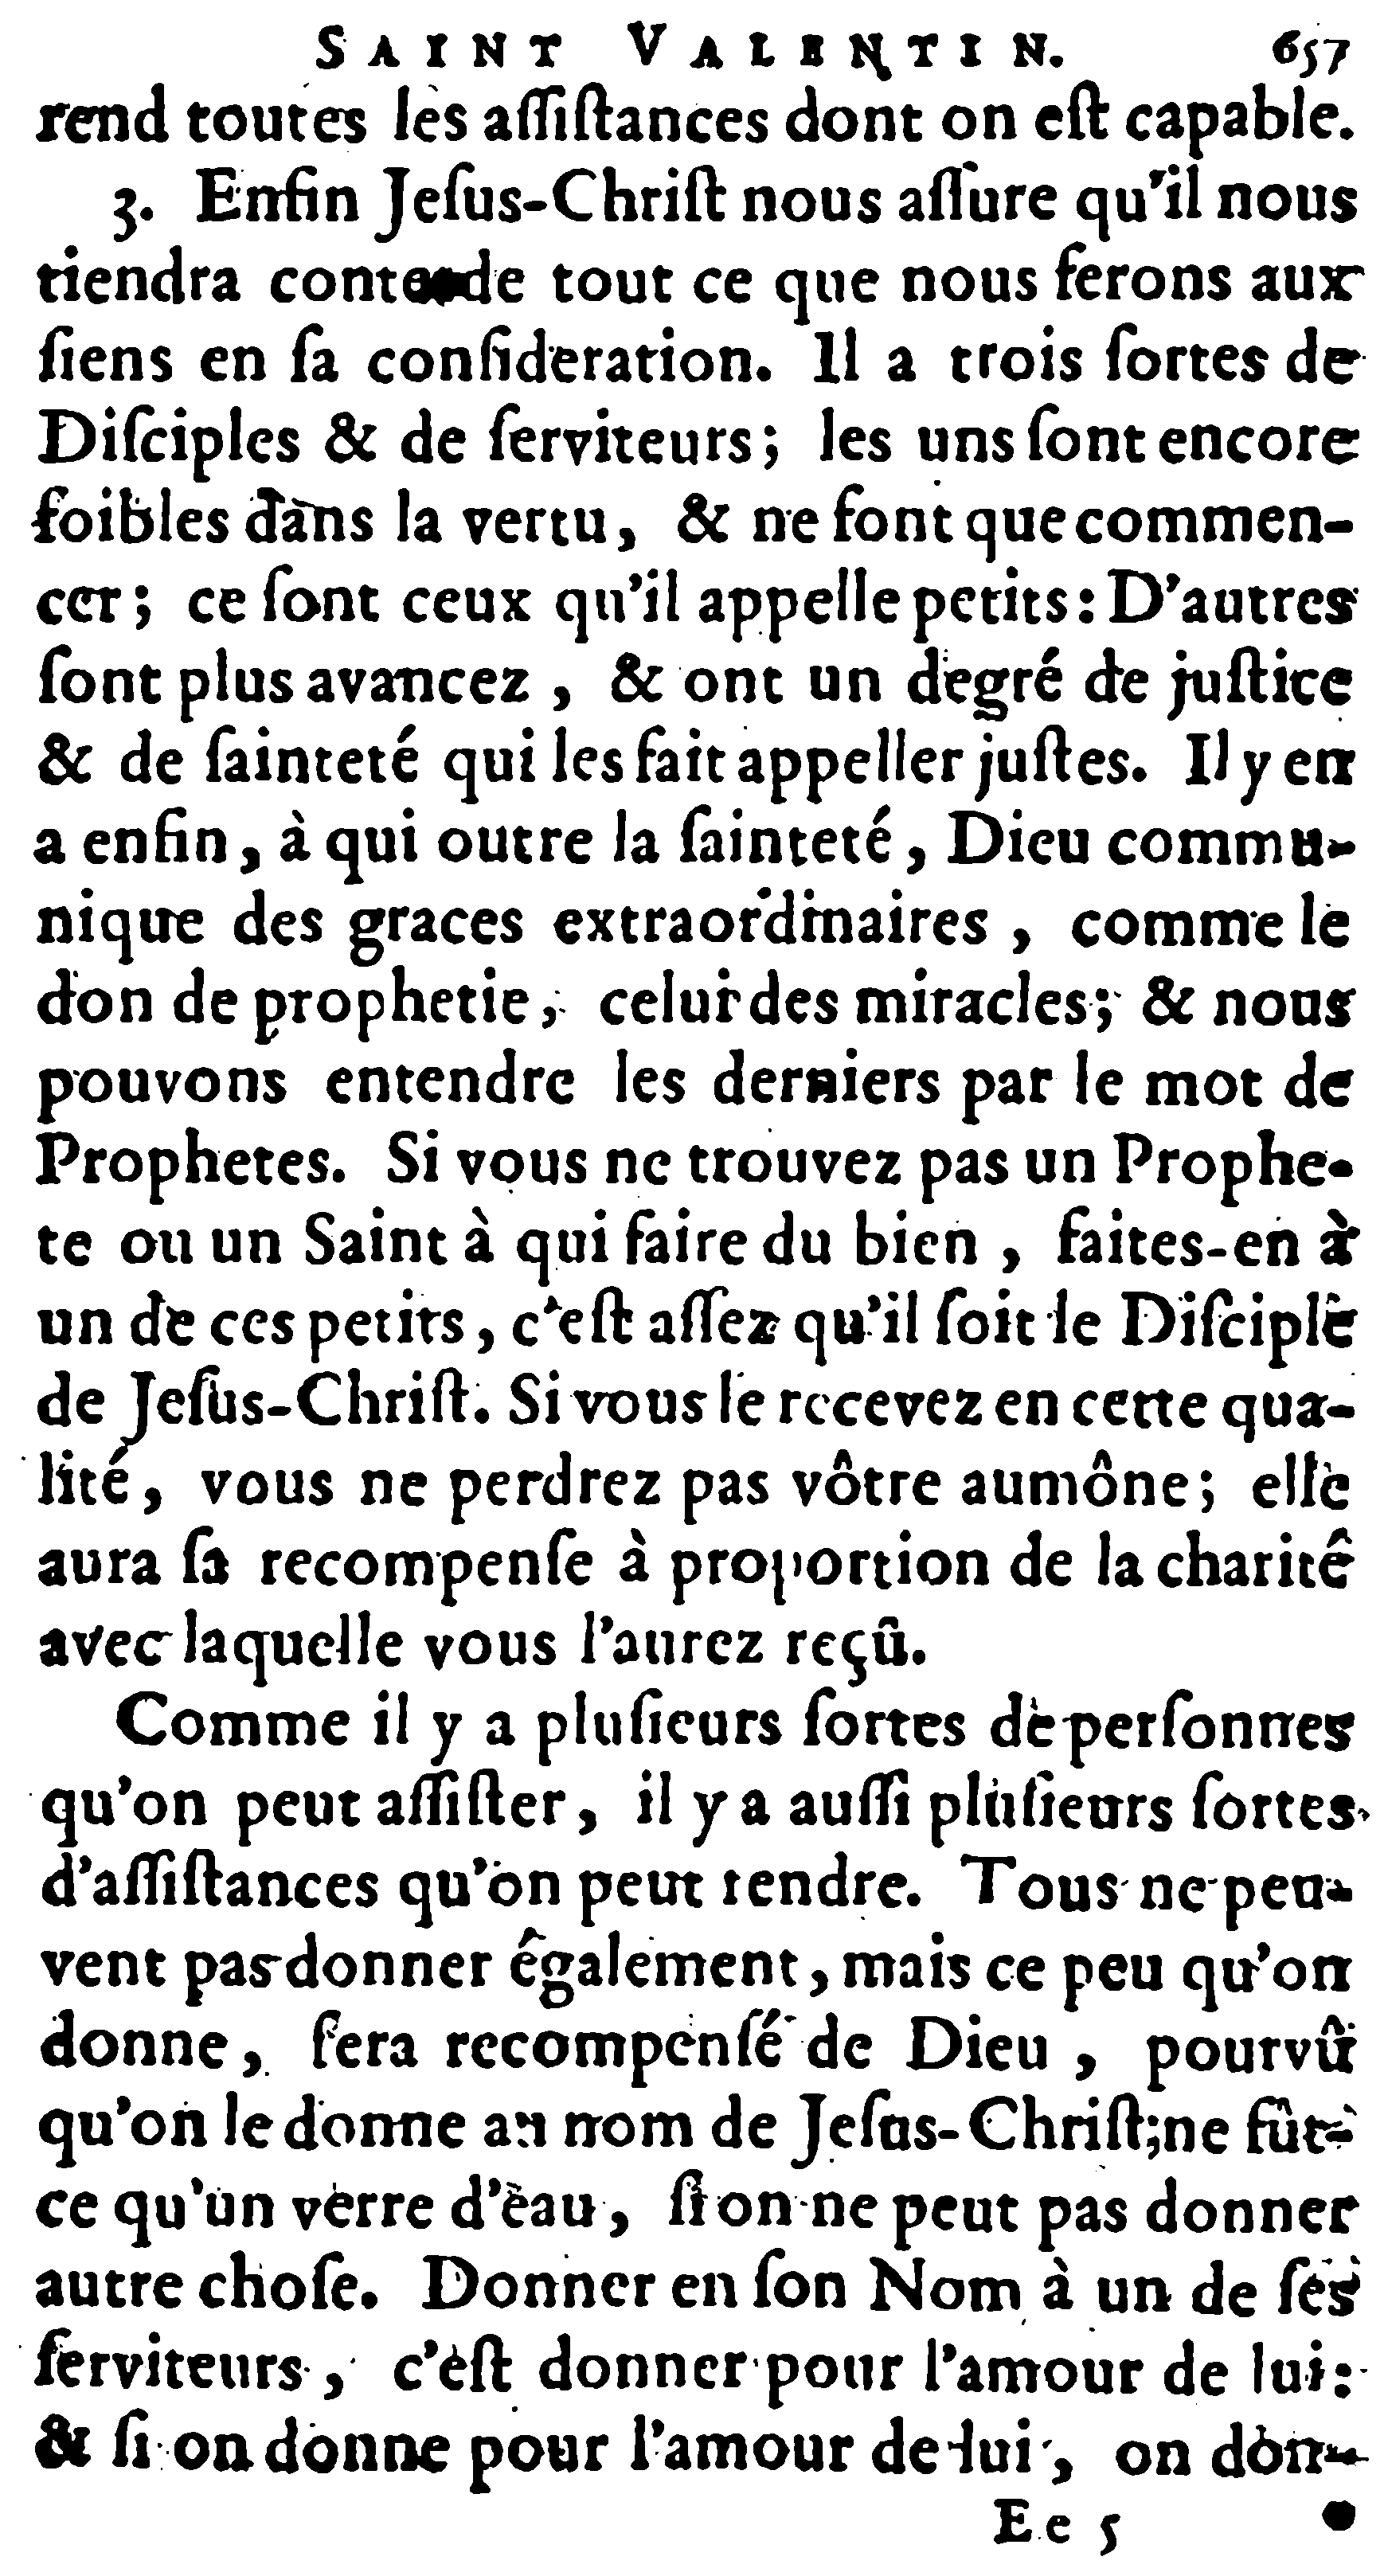 SAINT VALENTIN. 657
rend toutes les aſſiſtances dont on eſt capable.
3. Enfin Jeſus-Chriſt nous aſſure qu'il nous
tiendra conte de tout ce que nous ferons aux
ſiens en ſa conſideration. Il a trois ſortes de
Diſciples & de ſerviteurs; les uns ſont encore
foibles dans la vertu, & ne font que commen-
cer; ce ſont ceux qu'il appelle petits: D'autres
ſont plus avancez, & ont un degré de juſtice
& de ſainteté qui les fait appeller juſtes. Il y en
a enfin, à qui outre la ſainteté, Dieu commu-
nique des graces extraordinaires, comme le
don de prophetie, celui des miracles; & nous
pouvons entendre les derniers par le mot de
Prophetes. Si vous ne trouvez pas un Prophe-
te ou un Saint à qui faire du bien, faites-en à
un de ces petits, c'eſt aſſez qu'il ſoit le Diſciple
de Jeſus-Chriſt. Si vous le recevez en cette qua-
lité, vous ne perdrez pas vôtre aumône; elle
aura ſa recompenſe à proportion de la charité
avec laquelle vous l'aurez reçû.
Comme il y a pluſieurs ſortes de perſonnes
qu'on peut aſſiſter, il y a auſſi pluſieurs ſortes
d'aſſiſtances qu'on peut rendre. Tous ne peu-
vent pas donner également, mais ce peu qu'on
donne, ſera recompenſé de Dieu, pourvû
qu'on le donne au nom de Jeſus-Chriſt; ne fût-
ce qu'un verre d'eau, ſi on ne peut pas donner
autre choſe. Donner en ſon Nom à un de ſes
ſerviteurs, c'eſt donner pour l'amour de lui:
& ſi on donne pour l'amour de lui, on don-
Ee 5